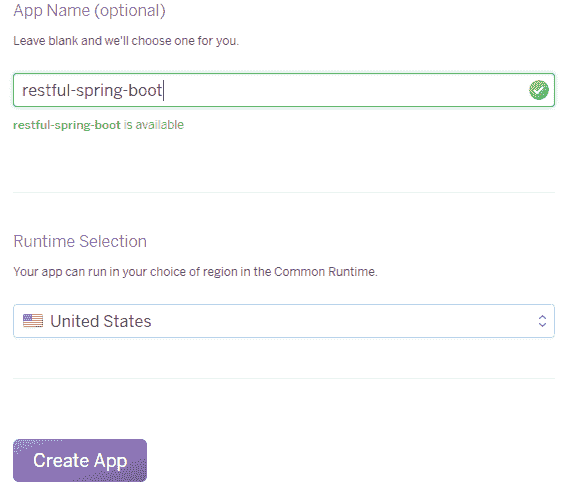 App Name (optional)
Leave blank and we'll choose one for you.
restful-spring-boot
restful-spring-boot is available
Runtime Selection
Your app can run in your choice of region in the Common Runtime.
United States
Create App